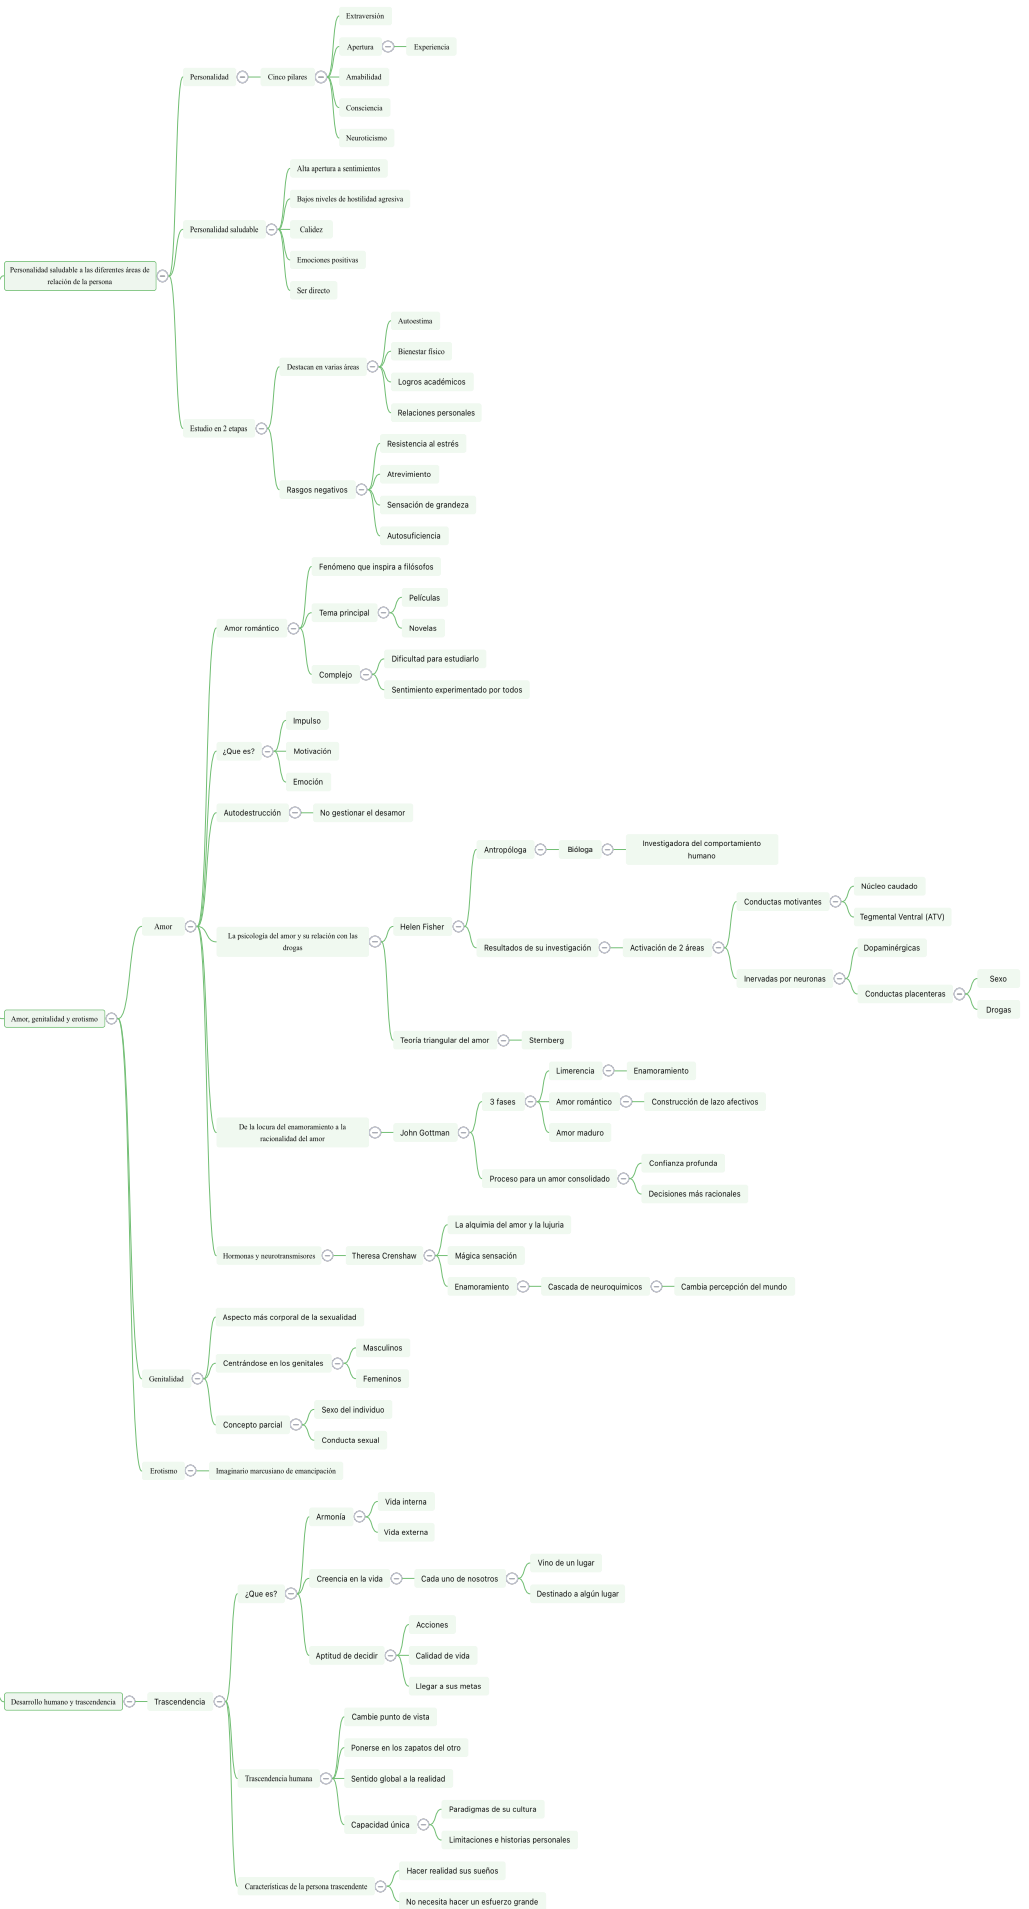 Personalidad saludable a las diferentes áreas de
relación de la persona
Personalidad
Cinco pilares
Extraversión
Apertura
Experiencia
Amabilidad
Consciencia
Neuroticismo
Personalidad saludable
Alta apertura a sentimientos
Bajos niveles de hostilidad agresiva
Calidez
Emociones positivas
Ser directo
Estudio en 2 etapas
Destacan en varias áreas
Autoestima
Bienestar físico
Logros académicos
Relaciones personales
Rasgos negativos
Resistencia al estrés
Atrevimiento
Sensación de grandeza
Autosuficiencia
Amor, genitalidad y erotismo
Amor
Amor romántico
Fenómeno que inspira a filósofos
Tema principal
Películas
Novelas
Complejo
Dificultad para estudiarlo
Sentimiento experimentado por todos
¿Que es?
Impulso
Motivación
Emoción
Autodestrucción
No gestionar el desamor
La psicología del amor y su relación con las
drogas
Helen Fisher
Antropóloga
Bióloga
Investigadora del comportamiento
humano
Resultados de su investigación
Activación de 2 áreas
Conductas motivantes
Núcleo caudado
Tegmental Ventral (ATV)
Inervadas por neuronas
Dopaminérgicas
Conductas placenteras
Sexo
Drogas
Teoría triangular del amor
Sternberg
De la locura del enamoramiento a la
racionalidad del amor
John Gottman
3 fases
Limerencia
Enamoramiento
Amor romántico
Construcción de lazo afectivos
Amor maduro
Proceso para un amor consolidado
Confianza profunda
Decisiones más racionales
Hormonas y neurotransmisores
Theresa Crenshaw
La alquimia del amor y la lujuria
Mágica sensación
Enamoramiento
Cascada de neuroquimicos
Cambia percepción del mundo
Genitalidad
Aspecto más corporal de la sexualidad
Centrándose en los genitales
Masculinos
Femeninos
Concepto parcial
Sexo del individuo
Conducta sexual
Erotismo
Imaginario marcusiano de emancipación
Desarrollo humano y trascendencia
Trascendencia
¿Que es?
Armonía
Vida interna
Vida externa
Creencia en la vida
Cada uno de nosotros
Vino de un lugar
Destinado a algún lugar
Aptitud de decidir
Acciones
Calidad de vida
Llegar a sus metas
Trascendencia humana
Cambie punto de vista
Ponerse en los zapatos del otro
Sentido global a la realidad
Capacidad única
Paradigmas de su cultura
Limitaciones e historias personales
Características de la persona trascendente
Hacer realidad sus sueños
No necesita hacer un esfuerzo grande